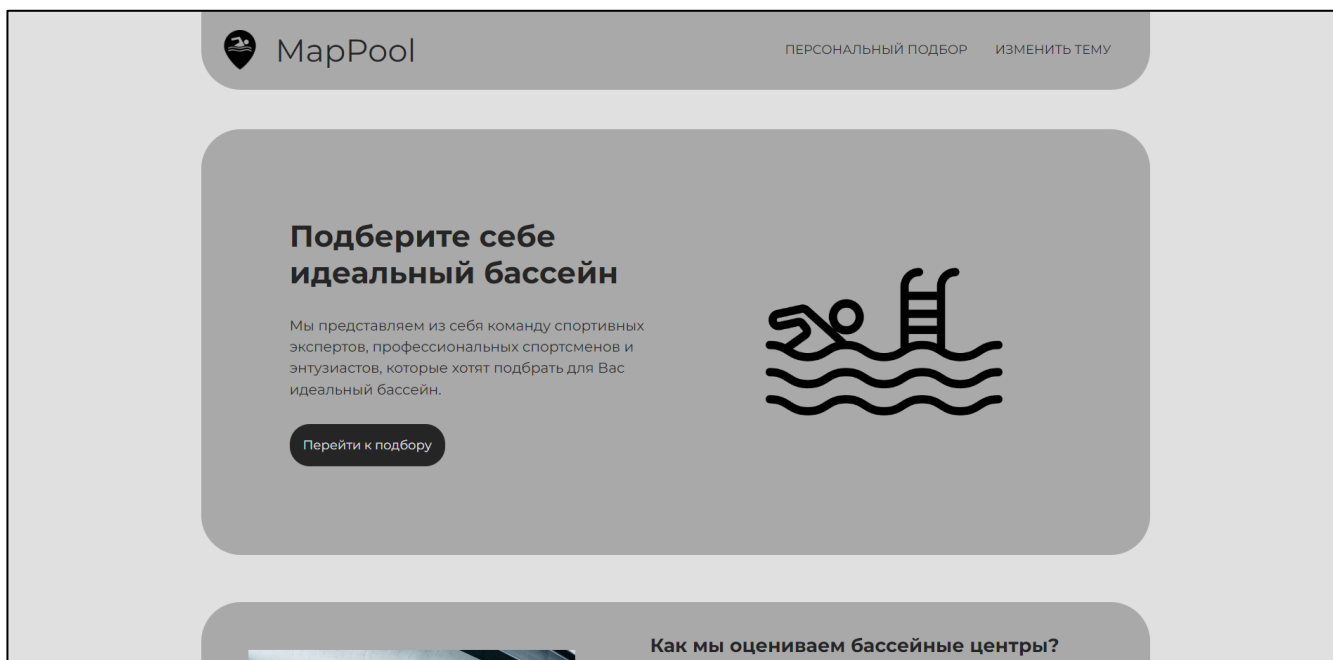 MapPool
ПЕРСОНАЛЬНЫЙ ПОДБОР
ИЗМЕНИТЬ ТЕМУ
Подберите себе
идеальный бассейн
Мы представляем из себя команду спортивных
экспертов, профессиональных спортсменов и
энтузиастов, которые хотят подбрать для Вас
идеальный бассейн.
Перейти к подбору
Как мы оцениваем бассейные центры?